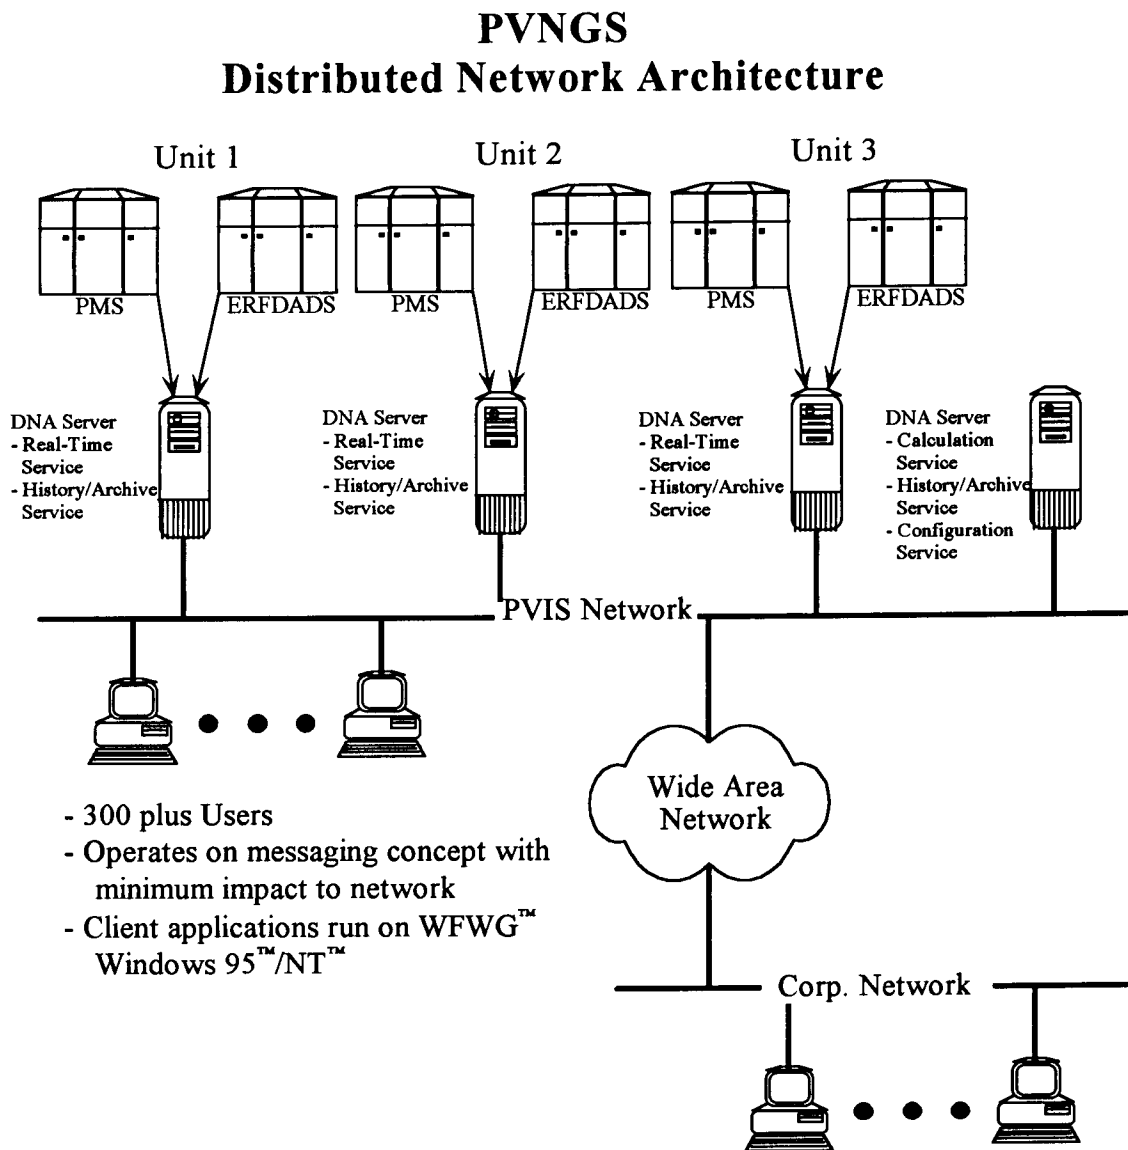 PVNGS
Distributed Network Architecture
Unit 1
Unit 2
Unit 3
PMS
ERFDADS
PMS
ERFDADS
PMS
ERFDADS
DNA Server
- Real-Time
Service
- History/Archive
Service
DNA Server
- Real-Time
Service
- History/Archive
Service
DNA Server
- Real-Time
Service
- History/Archive
Service
DNA Server
- Calculation
Service
- History/Archive
Service
- Configuration
Service
PVIS Network
- 300 plus Users
- Operates on messaging concept with
minimum impact to network
- Client applications run on WFWG™
Windows 95™/NT™
Wide Area
Network
Corp. Network